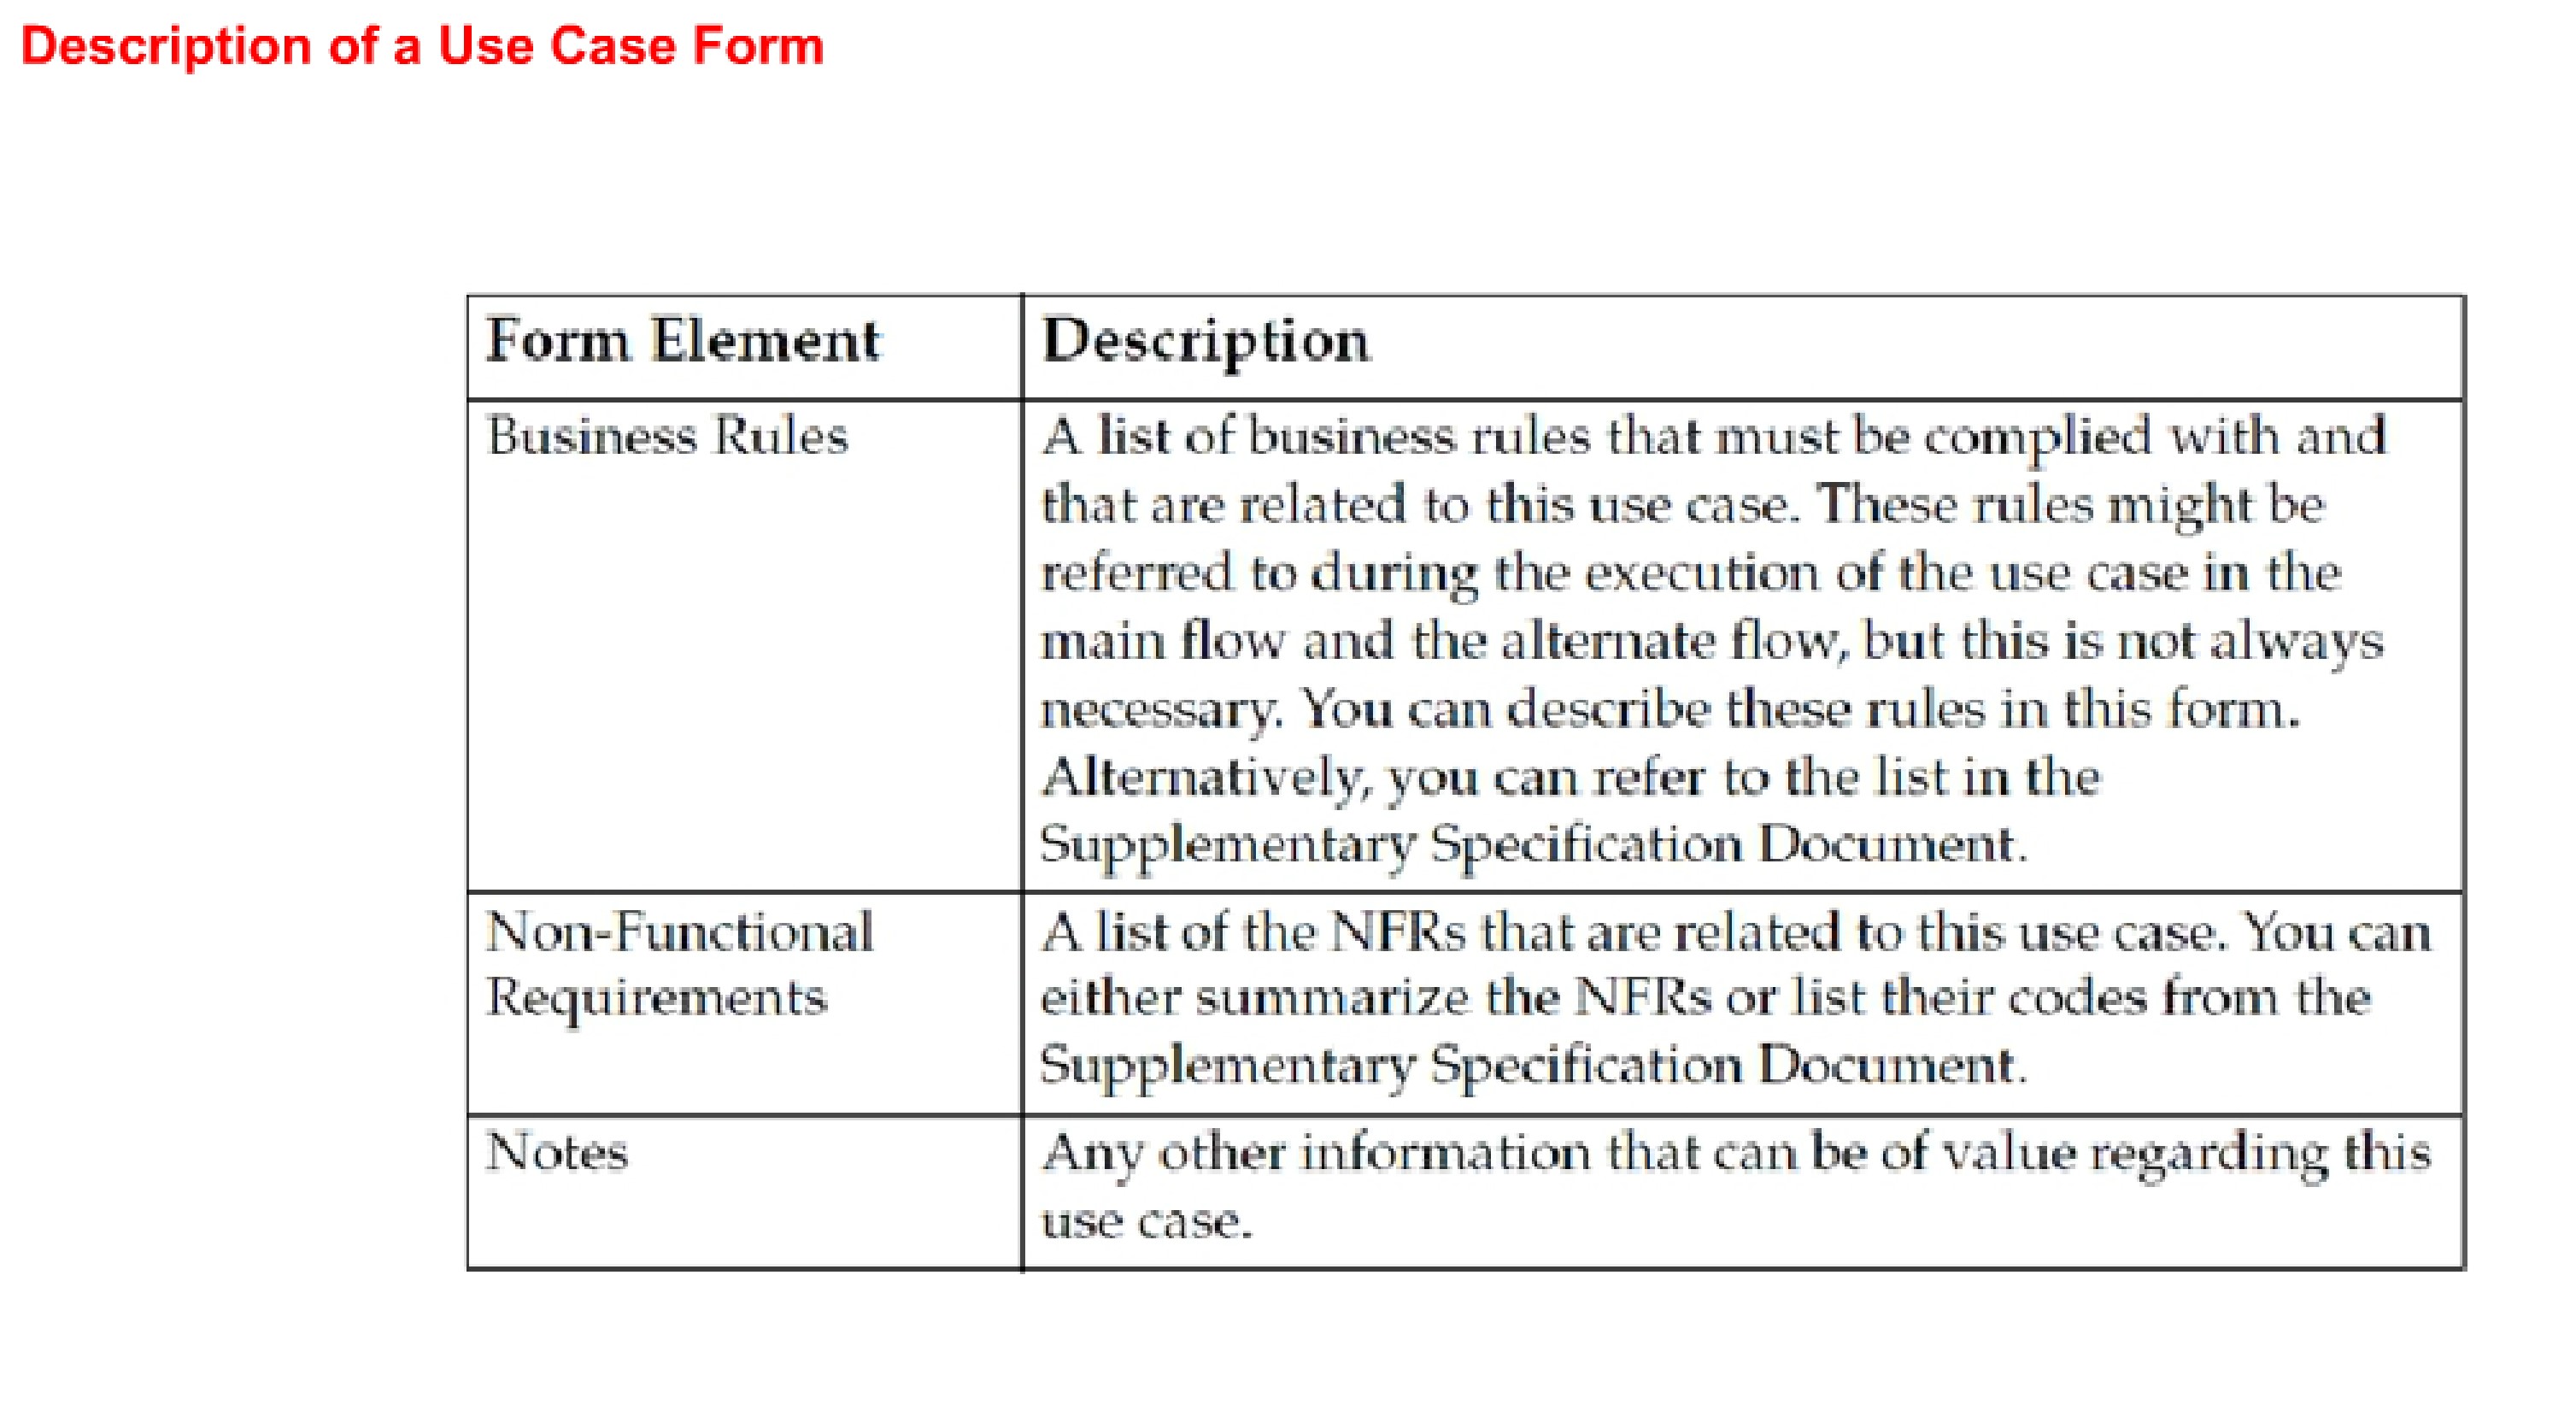 Description of a Use Case Form
Form Element
Description
Business Rules
A list of business rules that must be complied with and
that are related to this use case. These rules might be
referred to during the execution of the use case in the
main flow and the alternate flow, but this is not always
necessary. You can describe these rules in this form.
Alternatively, you can refer to the list in the
Supplementary Specification Document.
Non-Functional
Requirements
A list of the NFRs that are related to this use case. You can
either summarize the NFRs or list their codes from the
Supplementary Specification Document.
Notes
Any other information that can be of value regarding this
use case.